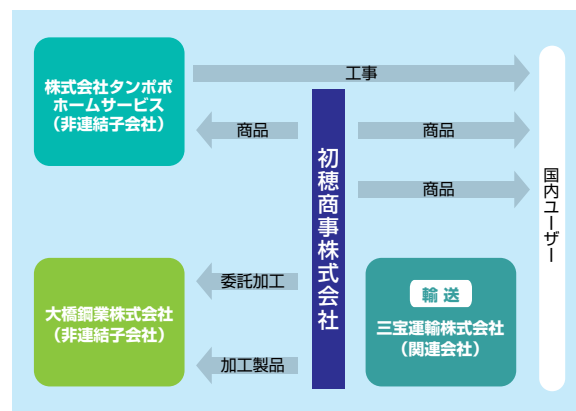 工事
株式会社タンポポ
ホームサービス
（非連結子会社）
商品
初穂商事株式会社
商品
商品
国内ユーザー
委託加工
大橋鋼業株式会社
（非連結子会社）
加工製品
輸送
三宝運輸株式会社
（関連会社）